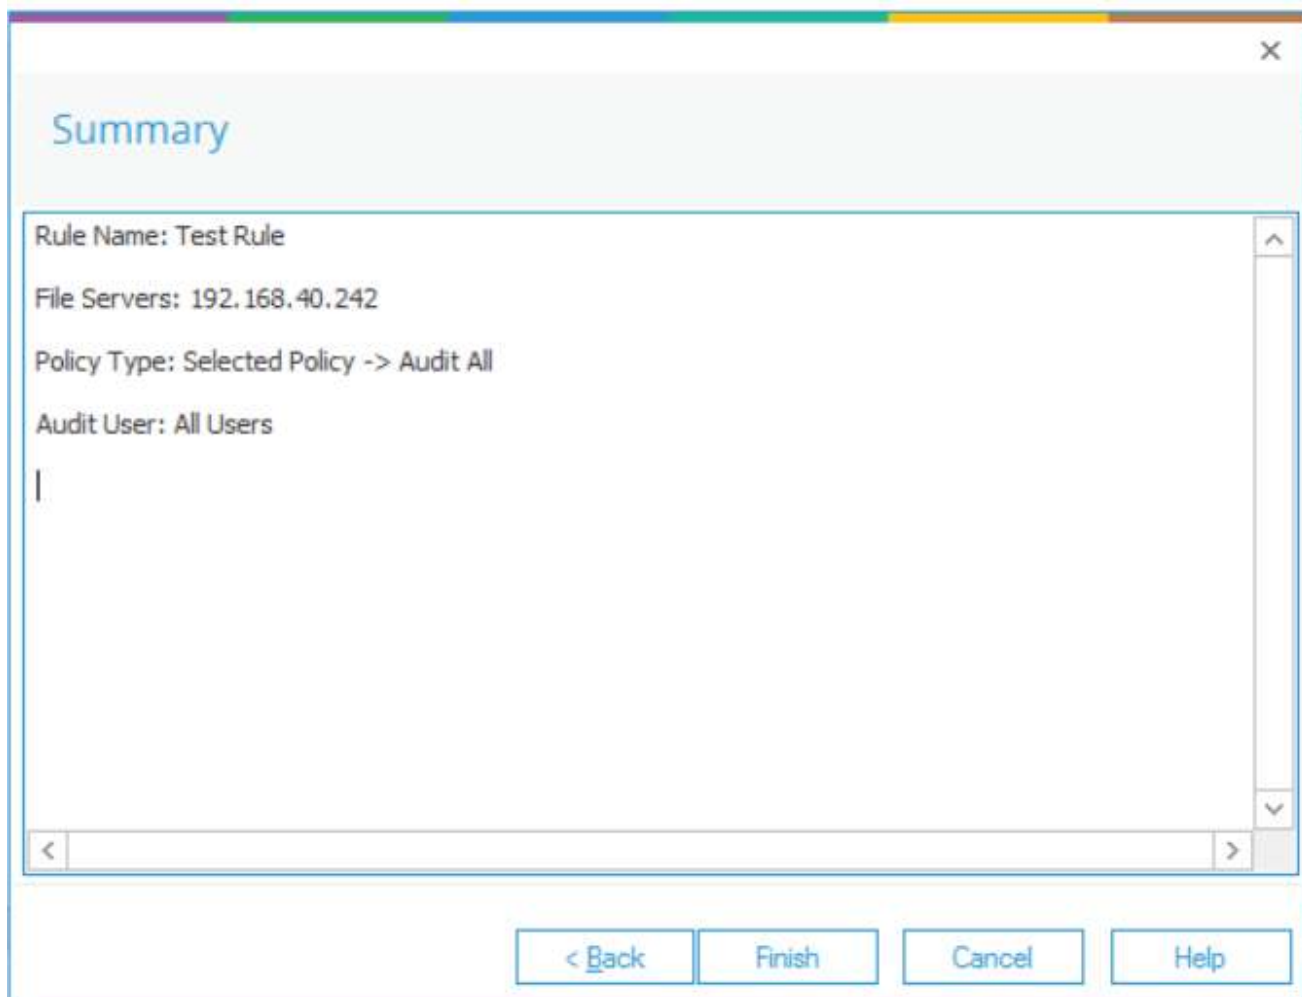 Summary
Rule Name: Test Rule
File Servers: 192.168.40.242
Policy Type: Selected Policy -> Audit All
Audit User: All Users
< Back
Finish
Cancel
Help